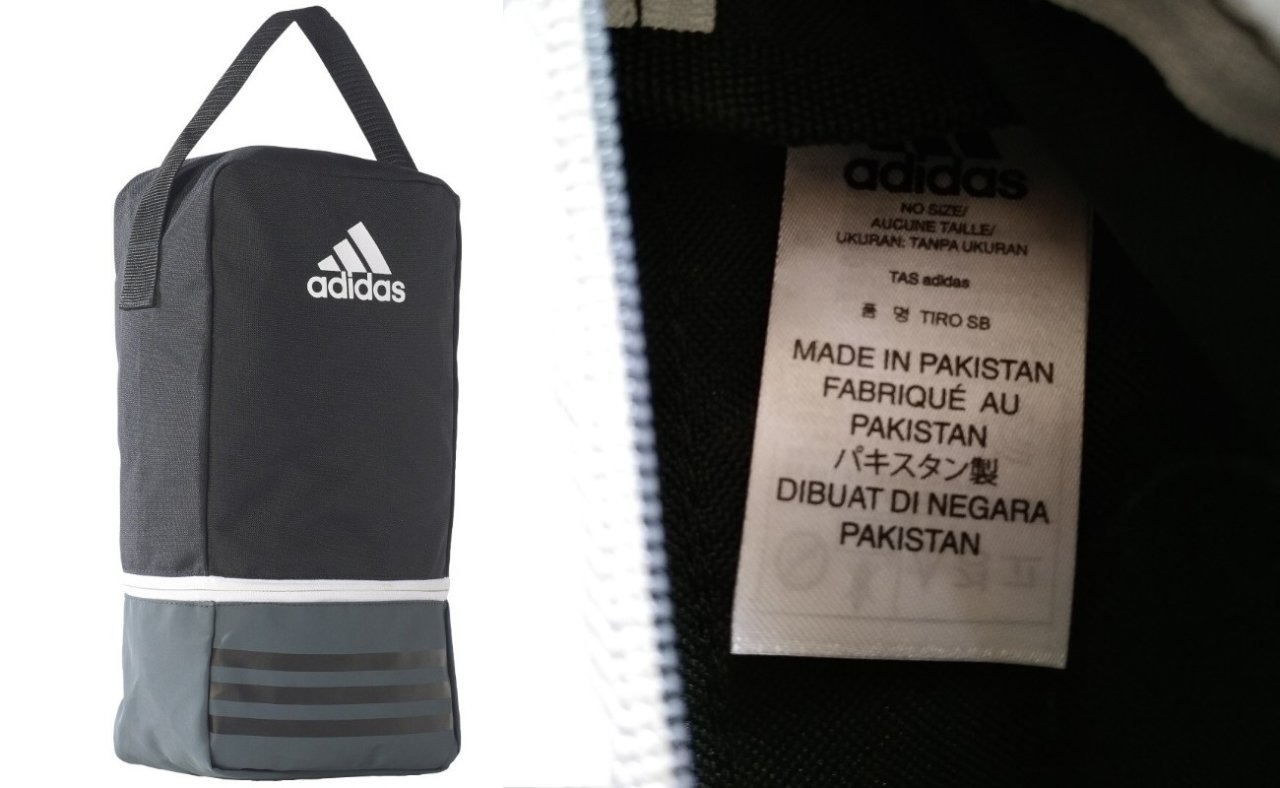 adidas
adidas
NO SIZE/
AUCUNE TAILLE/
UKURAN: TANPA UKURAN
TAS adidas
품 명 TIRO SB
MADE IN PAKISTAN
FABRIQUÉ AU
PAKISTAN
パキスタン製
DIBUAT DI NEGARA
PAKISTAN